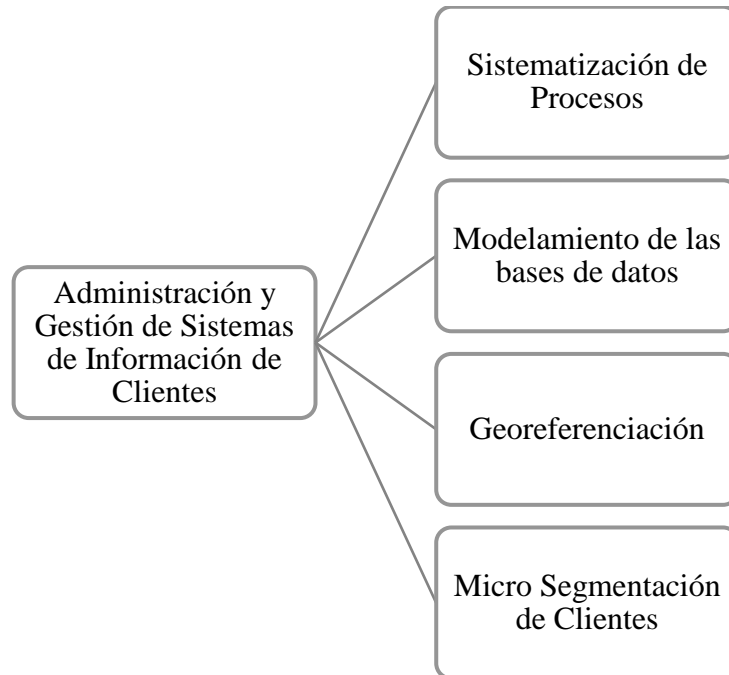 Sistematización de
Procesos
Modelamiento de las
bases de datos
Administración y
Gestión de Sistemas
de Información de
Clientes
Georeferenciación
Micro Segmentación
de Clientes